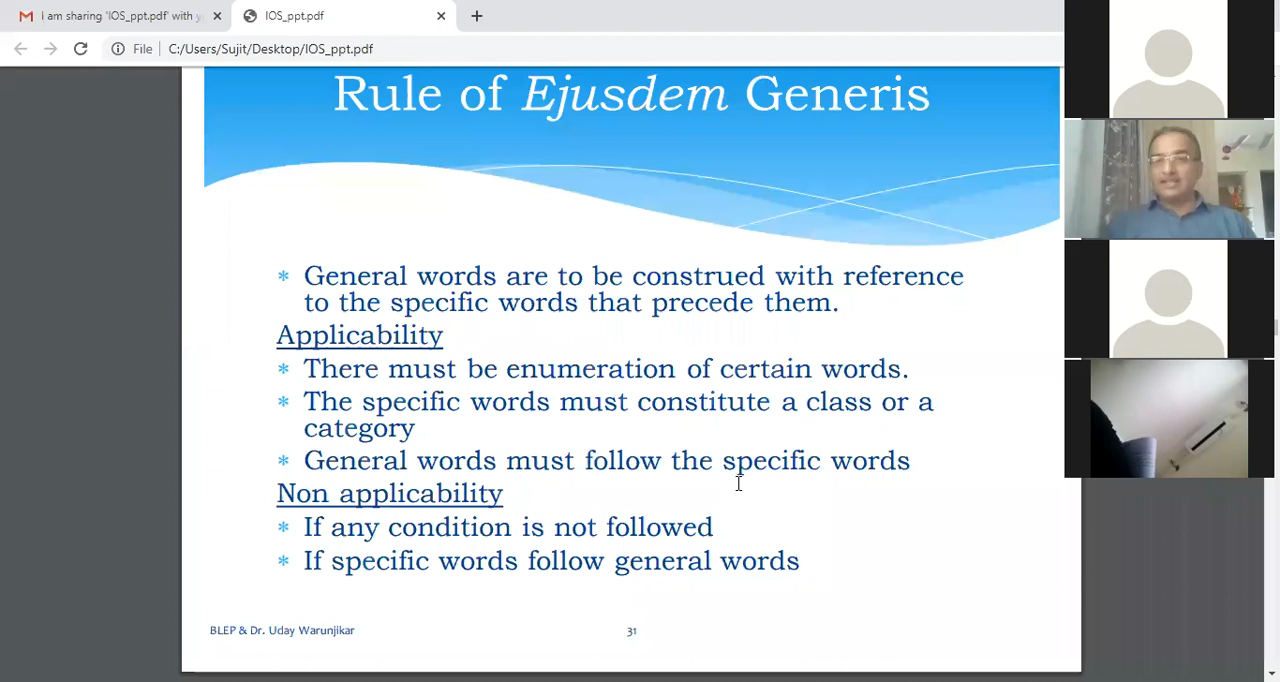 I am sharing 'IOS_ppt.pdf' with
IOS_ppt.pdf
File
C:/Users/Sujit/Desktop/IOS_ppt.pdf
Rule of Ejusdem Generis
* General words are to be construed with reference
to the specific words that precede them.
Applicability
* There must be enumeration of certain words.
* The specific words must constitute a class or a
category
* General words must follow the specific words
Non applicability
* If any condition is not followed
* If specific words follow general words
BLEP & Dr. Uday Warunjikar
31